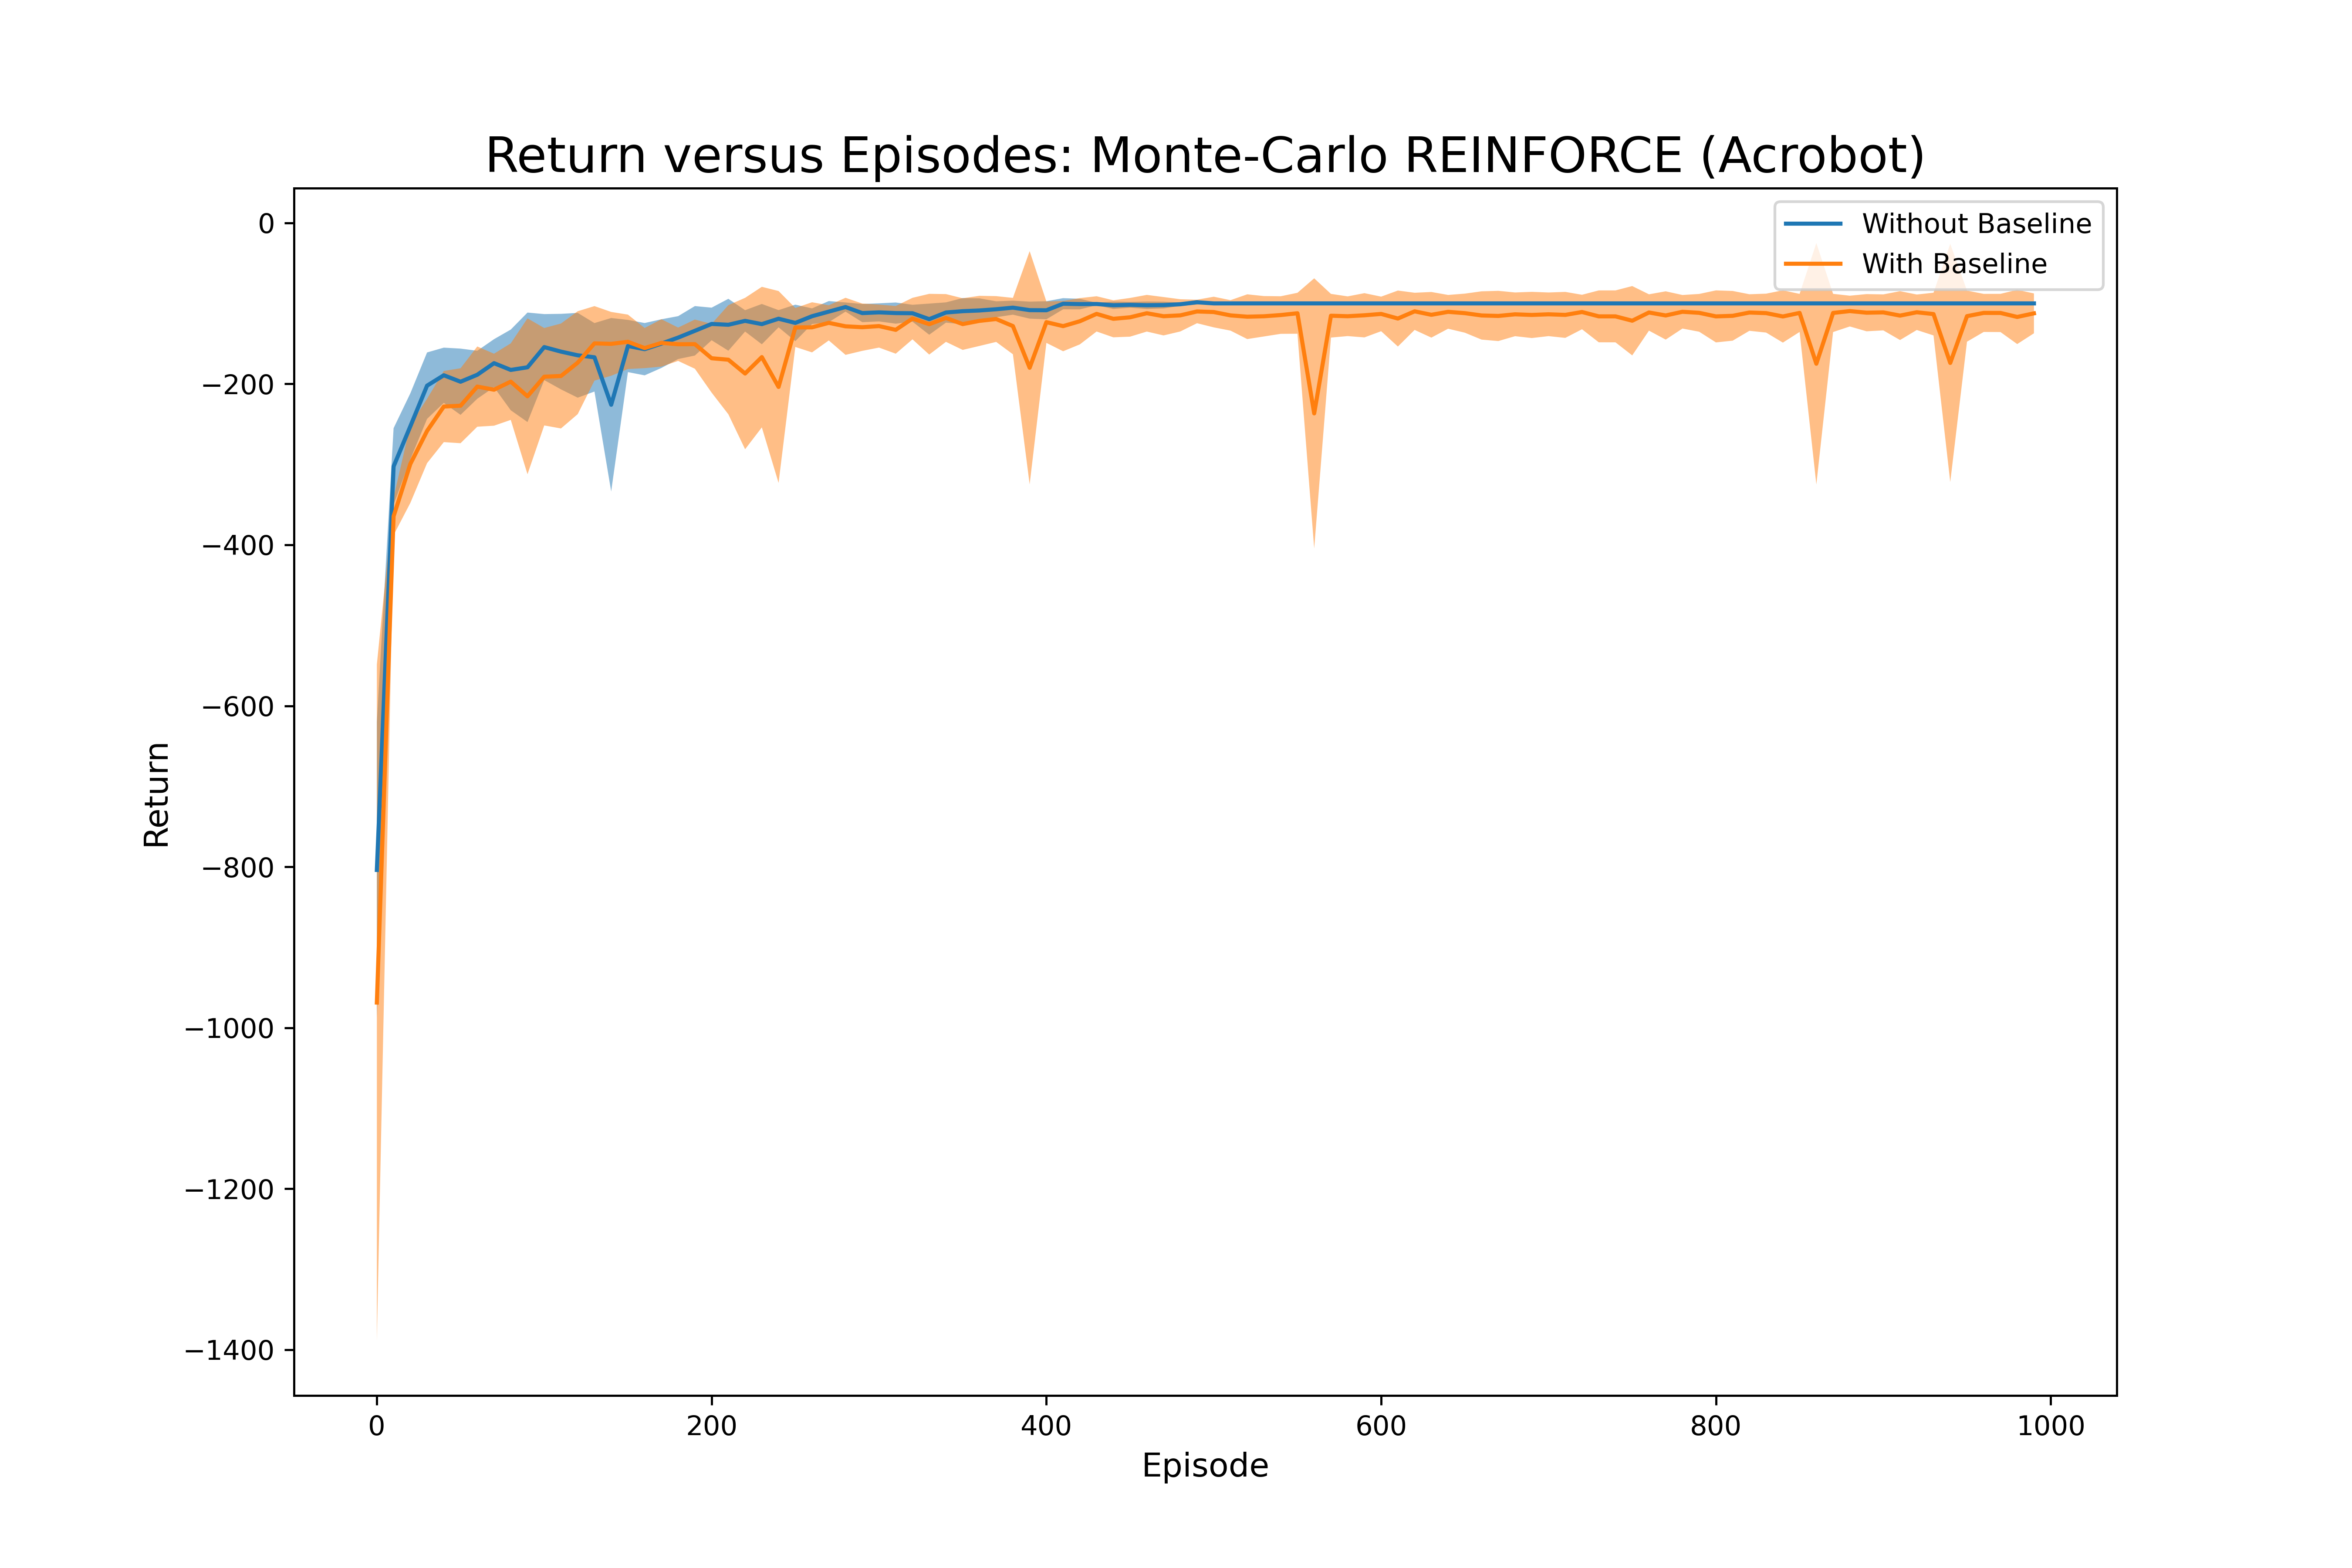 Return versus Episodes: Monte-Carlo REINFORCE (Acrobot)
Without Baseline
With Baseline
0
−200
−400
−600
−800
−1000
−1200
−1400
Return
0 200 400 600 800 1000
Episode